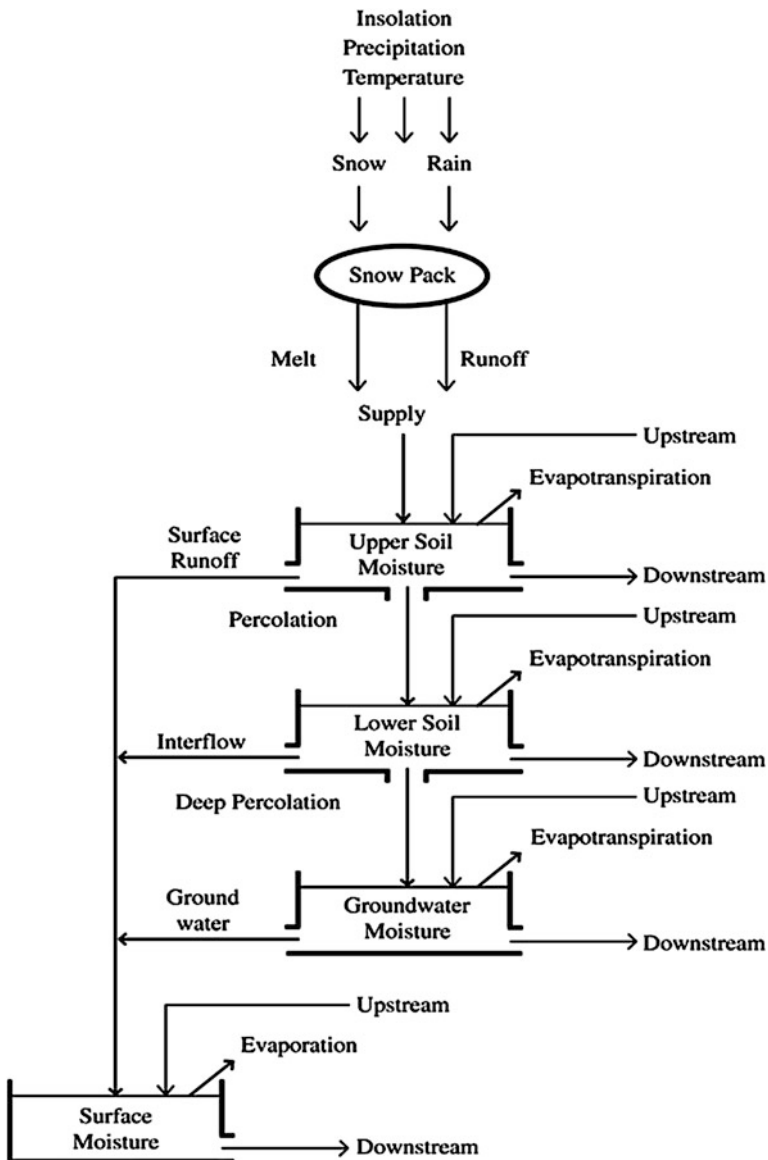 Insolation
Precipitation
Temperature
Snow
Rain
Snow Pack
Melt
Runoff
Supply
Upstream
Evapotranspiration
Surface
Runoff
Upper Soil
Moisture
Downstream
Percolation
Upstream
Evapotranspiration
Interflow
Lower Soil
Moisture
Downstream
Deep Percolation
Upstream
Evapotranspiration
Ground
water
Groundwater
Moisture
Downstream
Upstream
Evaporation
Surface
Moisture
Downstream